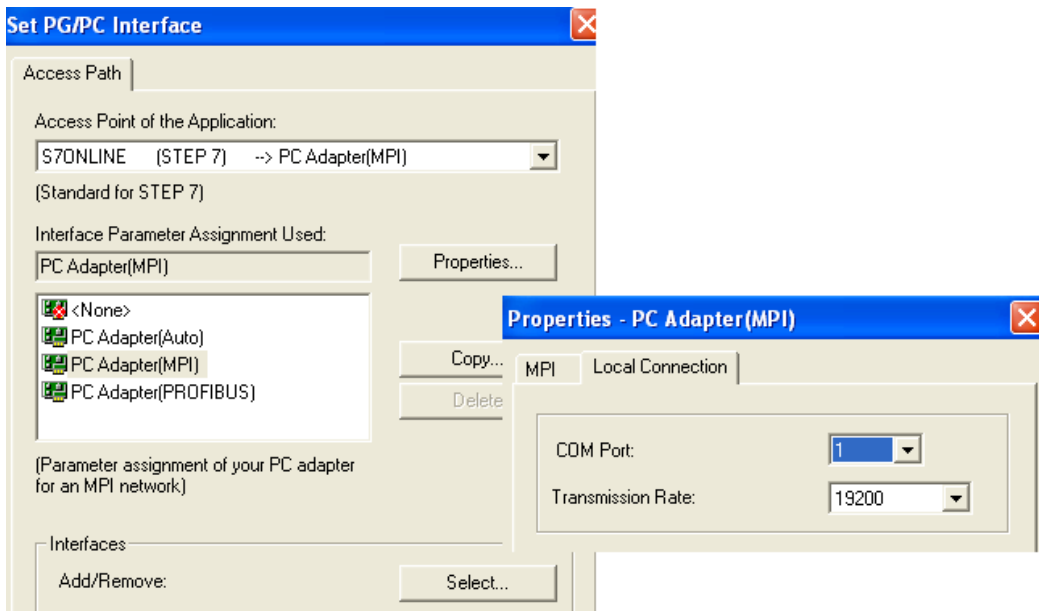 Set PG/PC Interface
Access Path
Access Point of the Application:
S7ONLINE (STEP 7) --> PC Adapter(MPI)
(Standard for STEP 7)
Interface Parameter Assignment Used:
PC Adapter(MPI)
Properties...
<None>
PC Adapter(Auto)
PC Adapter(MPI)
PC Adapter(PROFIBUS)
Copy...
Delete
(Parameter assignment of your PC adapter
for an MPI network)
Interfaces
Add/Remove:
Select...
Properties - PC Adapter(MPI)
MPI
Local Connection
COM Port:
1
Transmission Rate:
19200